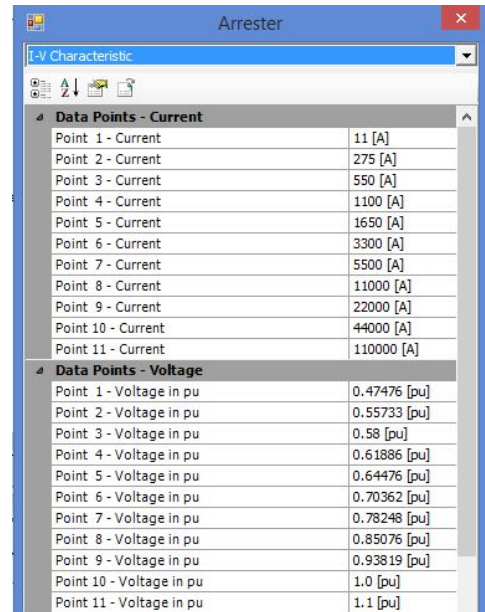 Arrester
I-V Characteristic
Data Points - Current
Point 1 - Current 11 [A]
Point 2 - Current 275 [A]
Point 3 - Current 550 [A]
Point 4 - Current 1100 [A]
Point 5 - Current 1650 [A]
Point 6 - Current 3300 [A]
Point 7 - Current 5500 [A]
Point 8 - Current 11000 [A]
Point 9 - Current 22000 [A]
Point 10 - Current 44000 [A]
Point 11 - Current 110000 [A]
Data Points - Voltage
Point 1 - Voltage in pu 0.47476 [pu]
Point 2 - Voltage in pu 0.55733 [pu]
Point 3 - Voltage in pu 0.58 [pu]
Point 4 - Voltage in pu 0.61886 [pu]
Point 5 - Voltage in pu 0.64476 [pu]
Point 6 - Voltage in pu 0.70362 [pu]
Point 7 - Voltage in pu 0.78248 [pu]
Point 8 - Voltage in pu 0.85076 [pu]
Point 9 - Voltage in pu 0.93819 [pu]
Point 10 - Voltage in pu 1.0 [pu]
Point 11 - Voltage in pu 1.1 [pu]